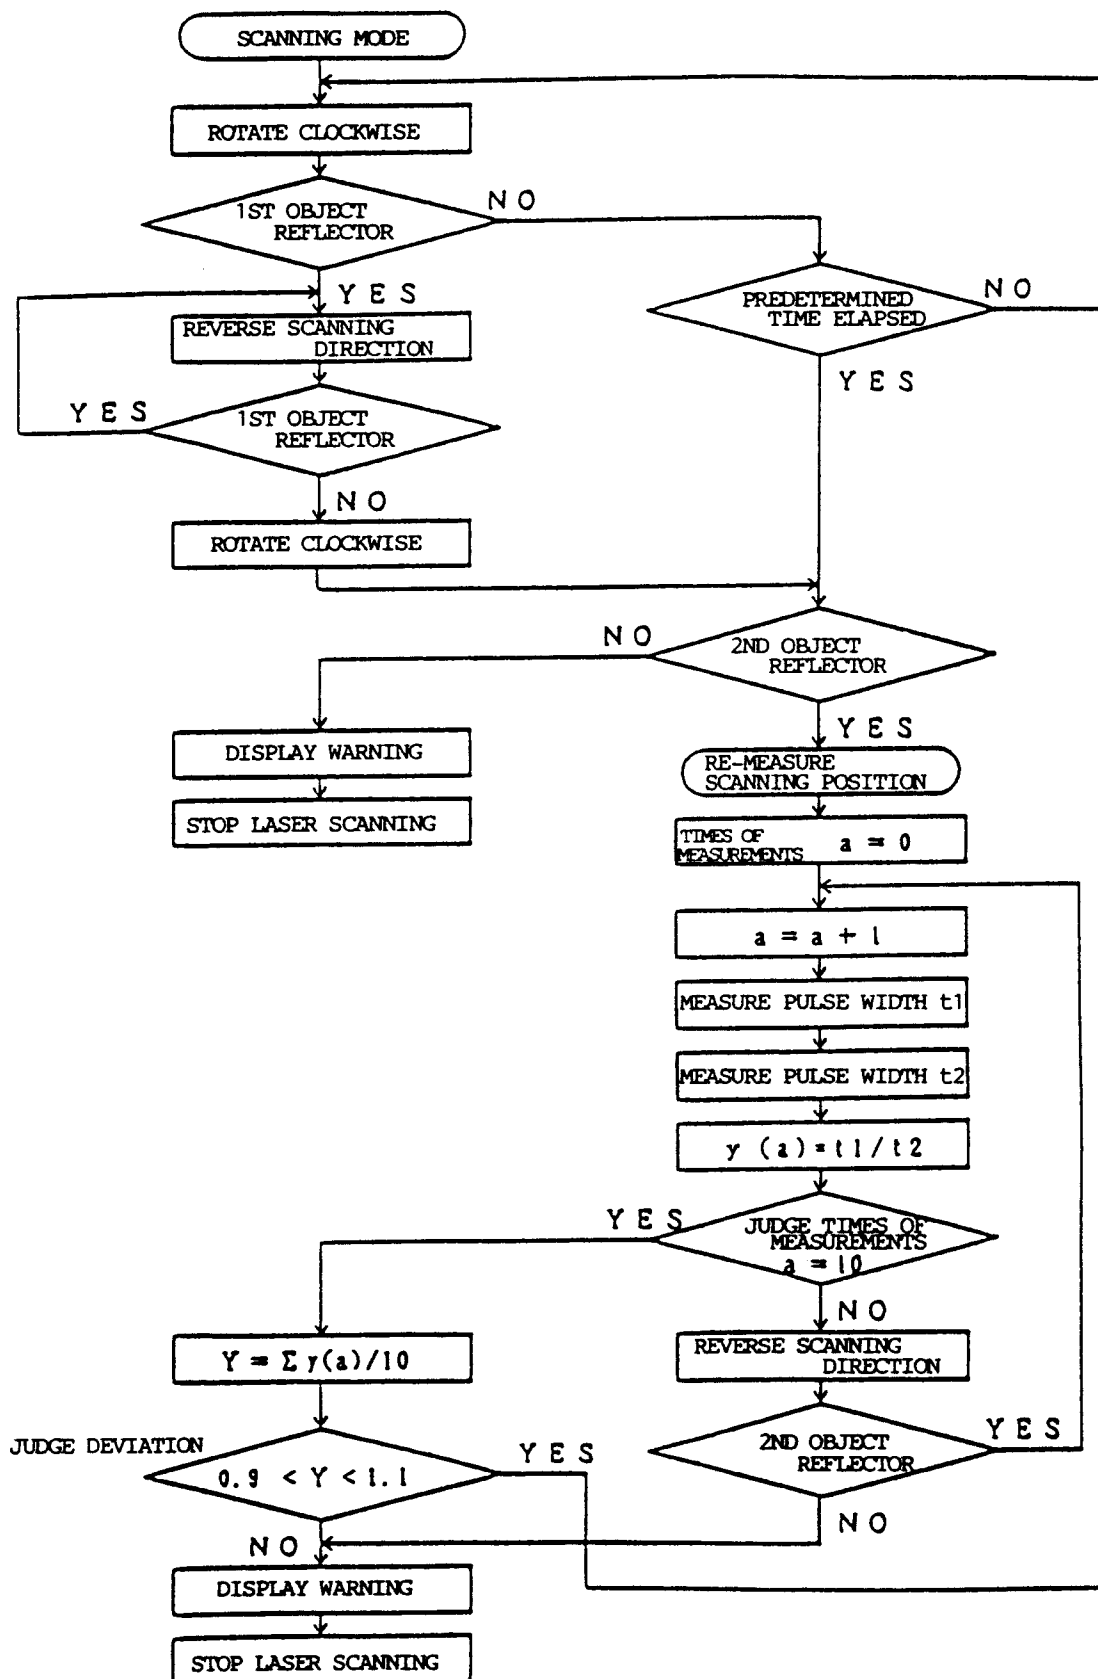 SCANNING MODE
ROTATE CLOCKWISE
1ST OBJECT
REFLECTOR
NO
YES
PREDETERMINED
TIME ELAPSED
NO
YES
REVERSE SCANNING
DIRECTION
YES
1ST OBJECT
REFLECTOR
NO
ROTATE CLOCKWISE
NO
2ND OBJECT
REFLECTOR
YES
DISPLAY WARNING
STOP LASER SCANNING
RE-MEASURE
SCANNING POSITION
TIMES OF
MEASUREMENTS a = 0
a = a + 1
MEASURE PULSE WIDTH t1
MEASURE PULSE WIDTH t2
y (a)=t1/t2
YES
JUDGE TIMES OF
MEASUREMENTS
a = 10
NO
Y = Σ y(a)/10
REVERSE SCANNING
DIRECTION
JUDGE DEVIATION
0.9 < Y < 1.1
YES
2ND OBJECT
REFLECTOR
YES
NO
NO
DISPLAY WARNING
STOP LASER SCANNING